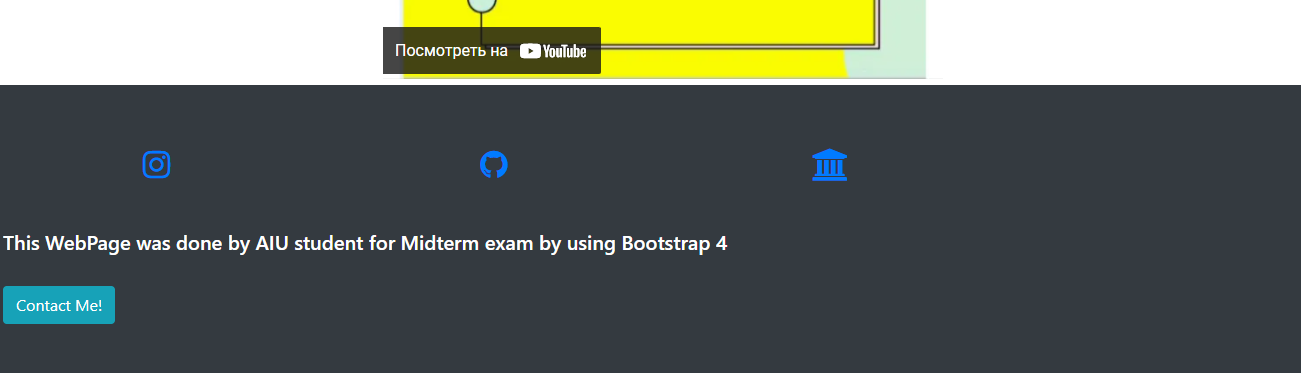 Посмотреть на YouTube
This WebPage was done by AIU student for Midterm exam by using Bootstrap 4
Contact Me!